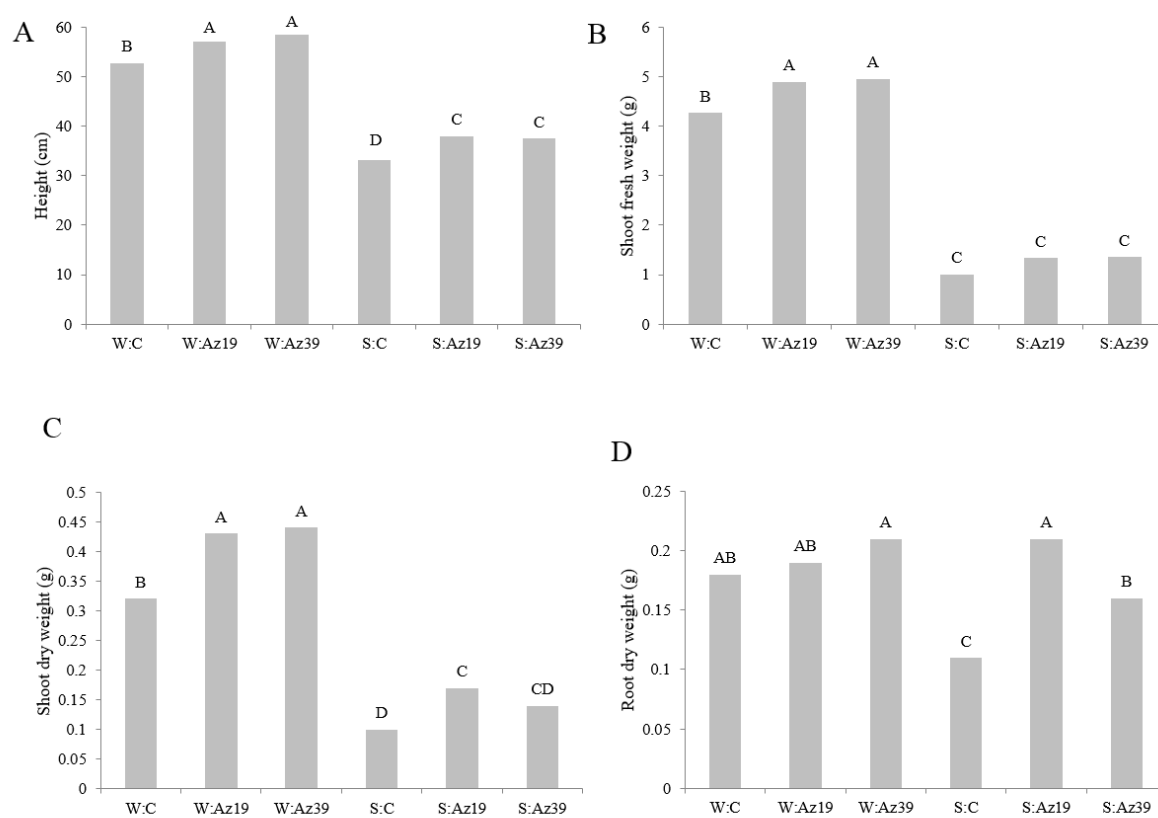 A
Height (cm)
60
50
40
30
20
10
0
B
A
A
D
C
C
W:C W:Az19 W:Az39 S:C S:Az19 S:Az39
B
Shoot fresh weight (g)
6
5
4
3
2
1
0
B
A
A
C
C
C
W:C W:Az19 W:Az39 S:C S:Az19 S:Az39
C
Shoot dry weight (g)
0.5
0.45
0.4
0.35
0.3
0.25
0.2
0.15
0.1
0.05
0
B
A
A
D
C
CD
W:C W:Az19 W:Az39 S:C S:Az19 S:Az39
D
Root dry weight (g)
0.25
0.2
0.15
0.1
0.05
0
AB
AB
A
C
A
B
W:C W:Az19 W:Az39 S:C S:Az19 S:Az39